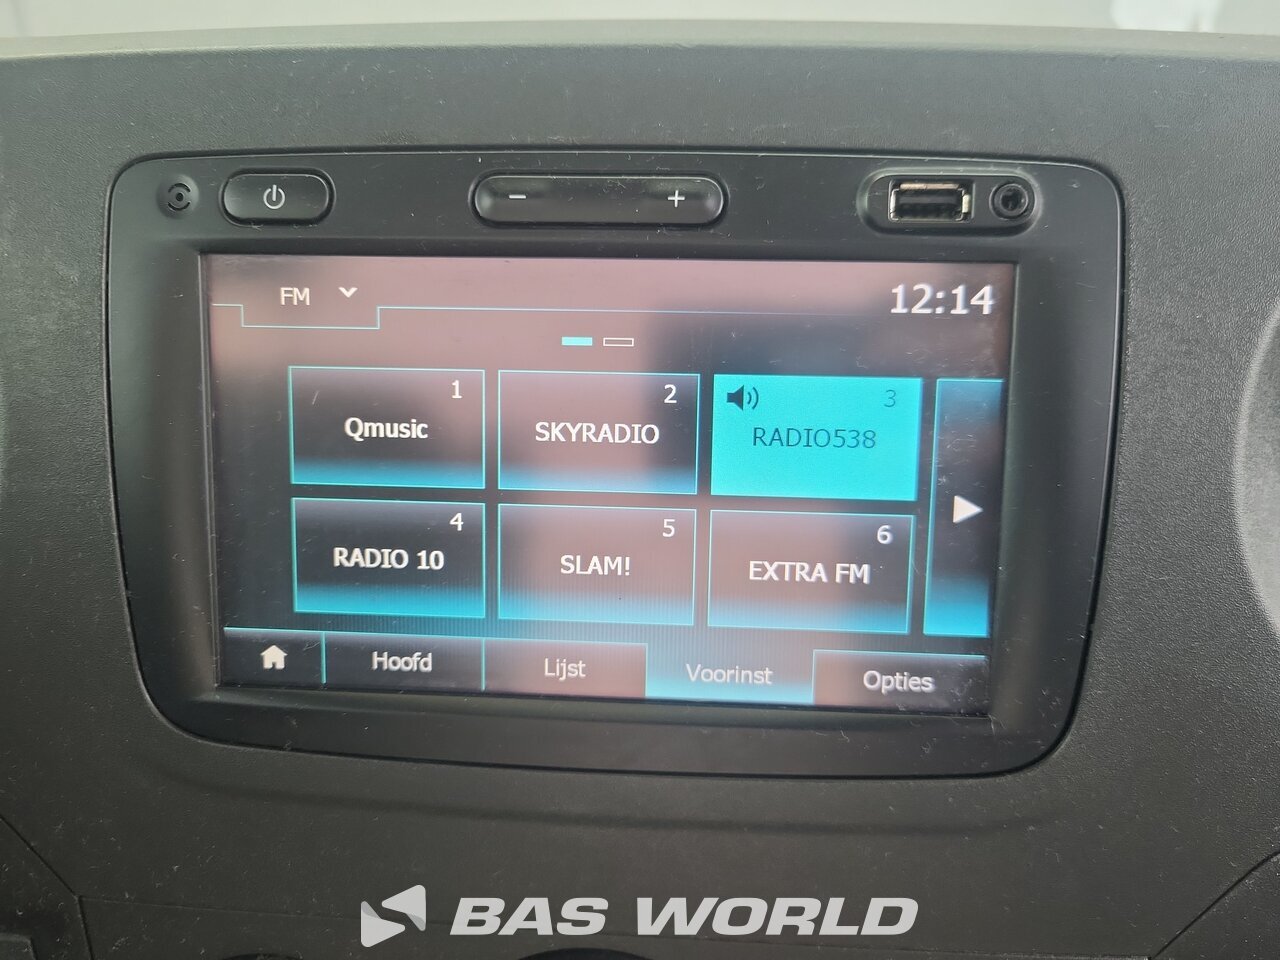 FM
12:14
1
Qmusic
2
SKYRADIO
3
RADIO538
4
RADIO 10
5
SLAM!
6
EXTRA FM
Hoofd
Lijst
Voorinst
Opties
BAS WORLD